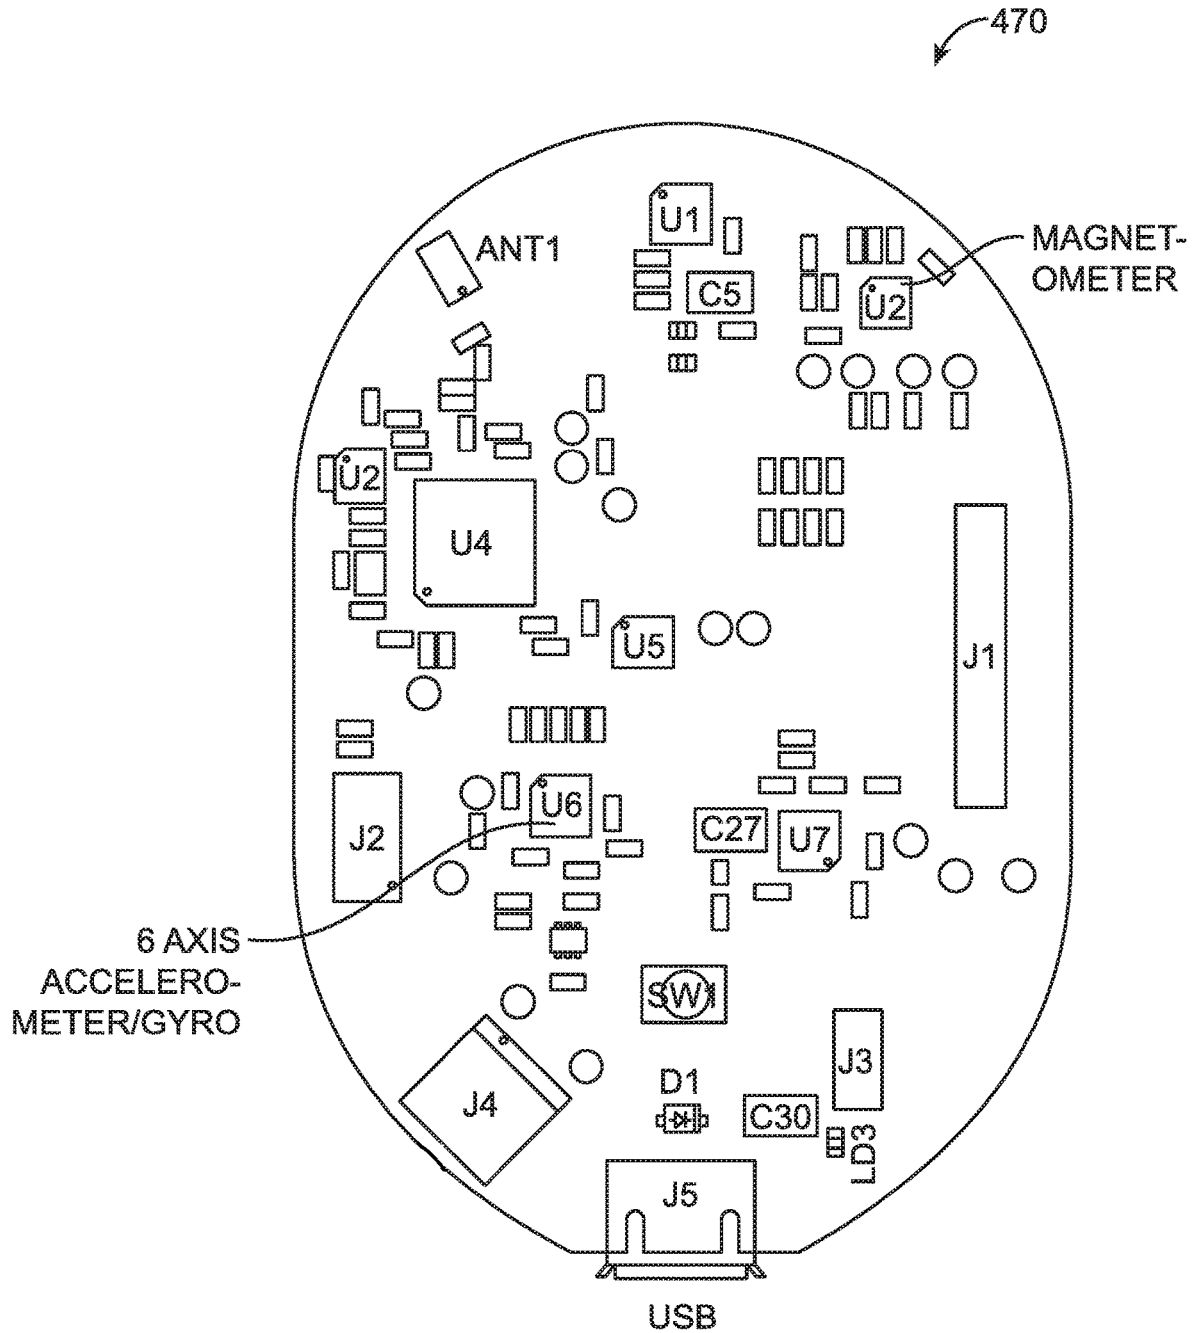 470
U1
ANT1
MAGNET-
OMETER
C5
U2
U2
U4
U5
J1
U6
C27
U7
J2
6 AXIS
ACCELERO-
METER/GYRO
SW1
J3
D1
J4
C30
LD3
J5
USB